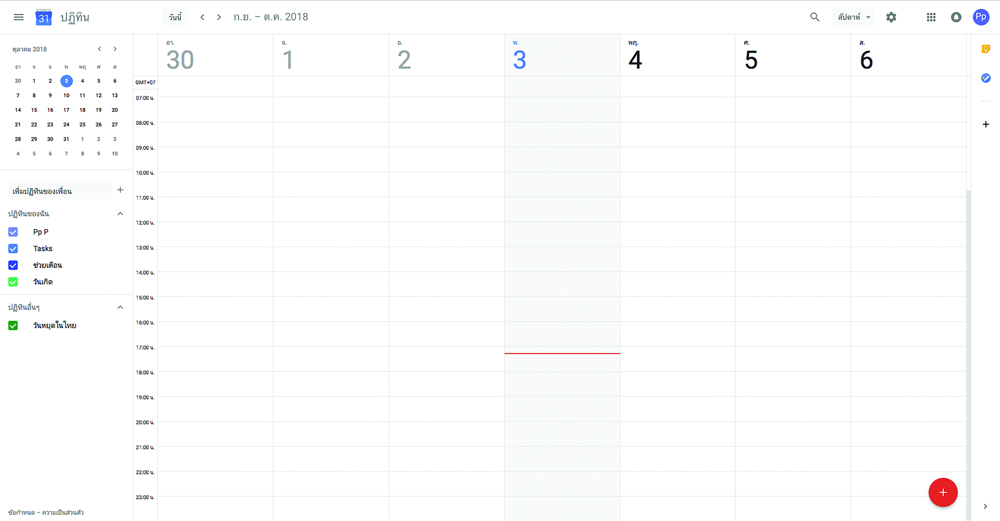 31 ปฏิทิน วันนี้ ก.ย. – ต.ค. 2018 สัปดาห์ Pp
ตุลาคม 2018
อา จ อ พ พฤ ศ ส
30 1 2 3 4 5 6
7 8 9 10 11 12 13
14 15 16 17 18 19 20
21 22 23 24 25 26 27
28 29 30 31 1 2 3
4 5 6 7 8 9 10
เพิ่มปฏิทินของเพื่อน
ปฏิทินของฉัน
Pp P
Tasks
ช่วยเตือน
วันเกิด
ปฏิทินอื่นๆ
วันหยุดในไทย
ข้อกำหนด – ความเป็นส่วนตัว
อา. จ. อ. พ. พฤ. ศ. ส.
30 1 2 3 4 5 6
GMT+07
07:00 น.
08:00 น.
09:00 น.
10:00 น.
11:00 น.
12:00 น.
13:00 น.
14:00 น.
15:00 น.
16:00 น.
17:00 น.
18:00 น.
19:00 น.
20:00 น.
21:00 น.
22:00 น.
23:00 น.